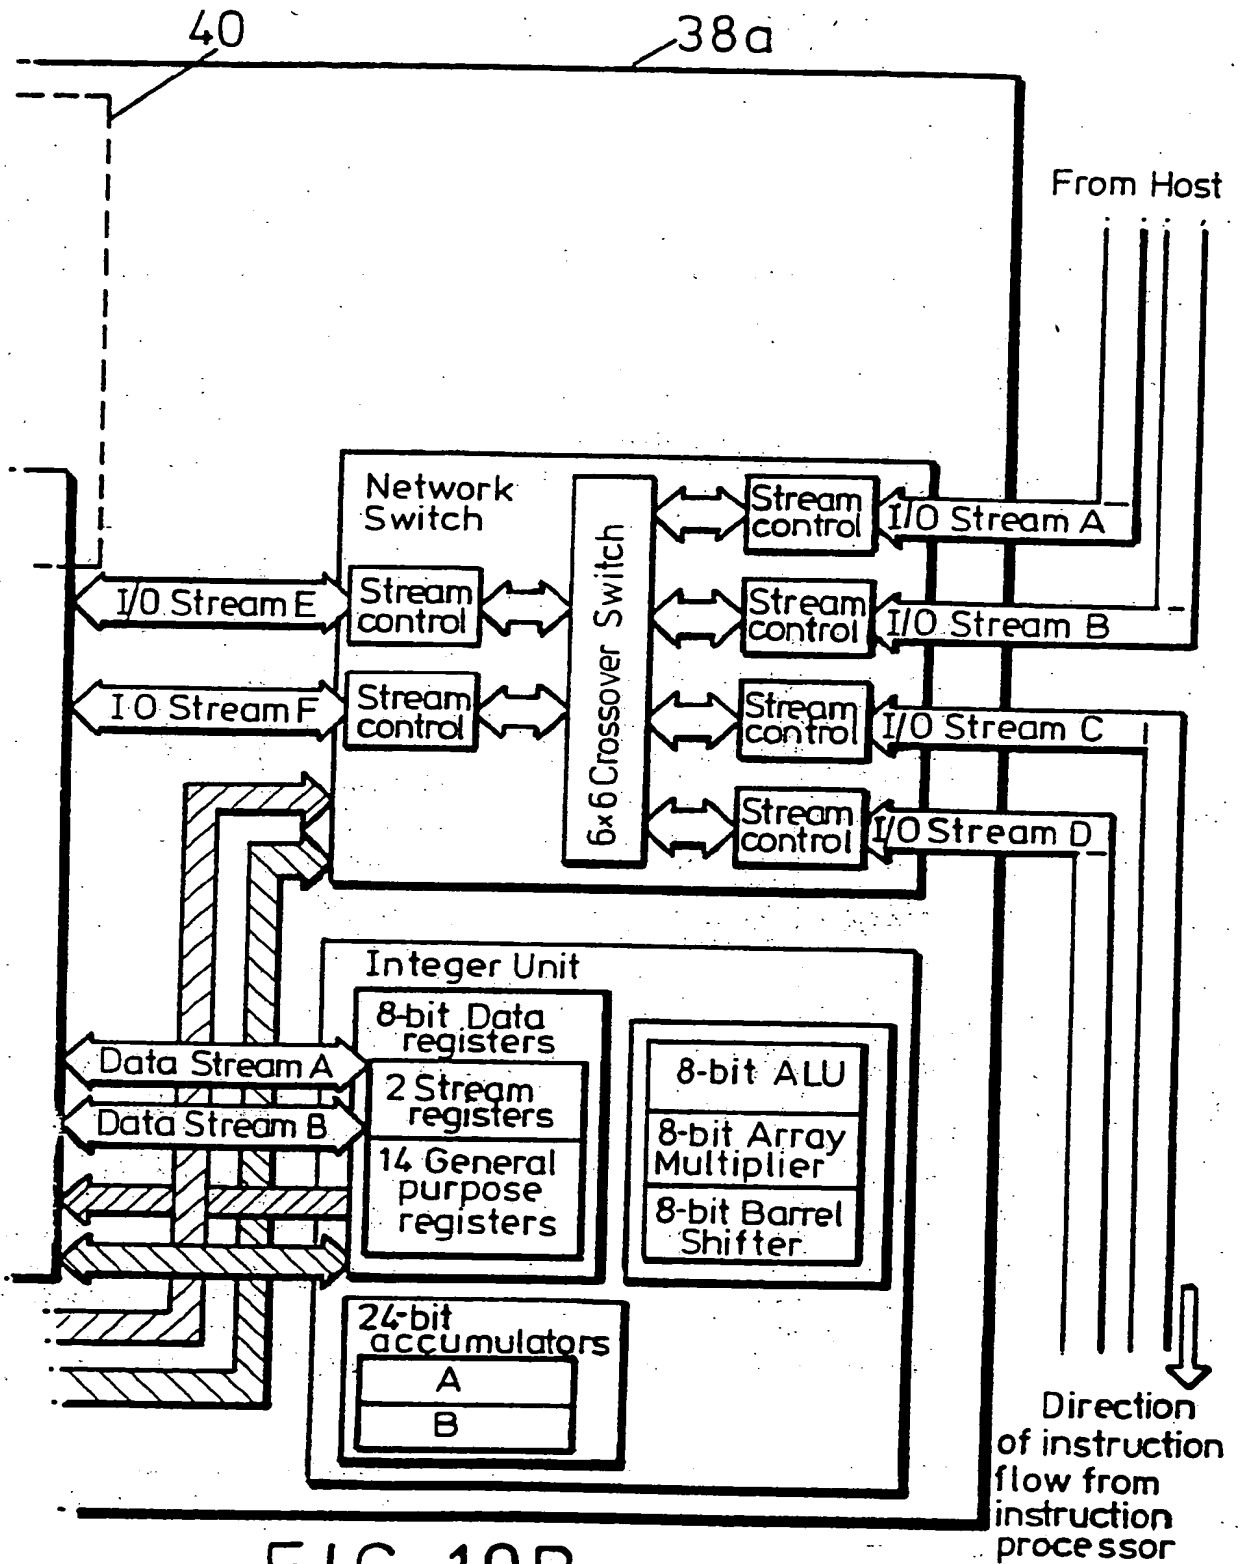 40
38a
From Host
Network
Switch
6x6 Crossover Switch
Stream
control
I/O Stream A
I/O Stream E
Stream
control
Stream
control
I/O Stream B
I O Stream F
Stream
control
Stream
control
I/O Stream C
Stream
control
I/O Stream D
Integer Unit
8-bit Data
registers
Data Stream A
2 Stream
registers
Data Stream B
14 General
purpose
registers
8-bit ALU
8-bit Array
Multiplier
8-bit Barrel
Shifter
24-bit
accumulators
A
B
Direction
of instruction
flow from
instruction
processor